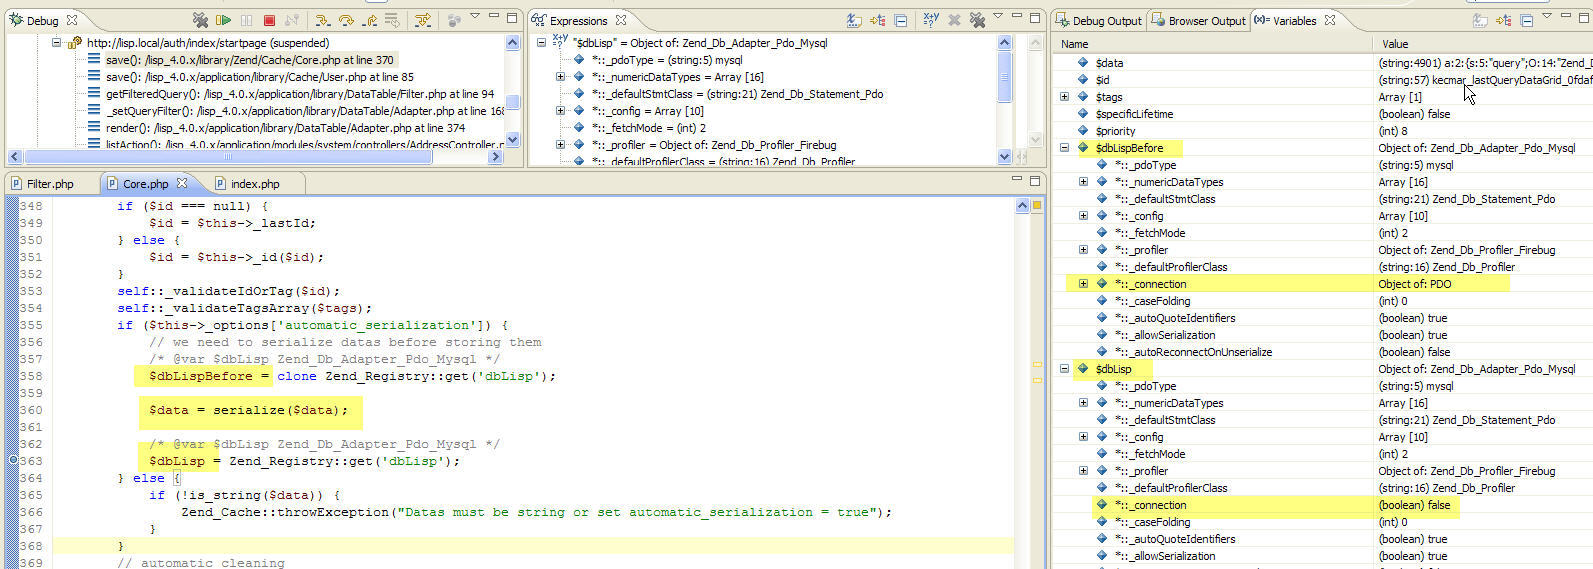 Debug
http://lisp.local/auth/index/startpage (suspended)
save(): /lisp_4.0.x/library/Zend/Cache/Core.php at line 370
save(): /lisp_4.0.x/application/library/Cache/User.php at line 85
getFilteredQuery(): /lisp_4.0.x/application/library/DataTable/Filter.php at line 94
_setQueryFilter(): /lisp_4.0.x/application/library/DataTable/Adapter.php at line 168
render(): /lisp_4.0.x/application/library/DataTable/Adapter.php at line 374
listAction(): /lisp_4.0.x/application/modules/system/controllers/AddressController.p
Expressions
"$dbLisp" = Object of: Zend_Db_Adapter_Pdo_Mysql
*::_pdoType = (string:5) mysql
*::_numericDataTypes = Array [16]
*::_defaultStmtClass = (string:21) Zend_Db_Statement_Pdo
*::_config = Array [10]
*::_fetchMode = (int) 2
*::_profiler = Object of: Zend_Db_Profiler_Firebug
*::_defaultProfilerClass = (string:16) Zend_Db_Profiler
Filter.php Core.php index.php
348 if ($id === null) {
349 $id = $this->_lastId;
350 } else {
351 $id = $this->_id($id);
352 }
353 self::_validateIdOrTag($id);
354 self::_validateTagsArray($tags);
355 if ($this->_options['automatic_serialization']) {
356 // we need to serialize datas before storing them
357 /* @var $dbLisp Zend_Db_Adapter_Pdo_Mysql */
358 $dbLispBefore = clone Zend_Registry::get('dbLisp');
359
360 $data = serialize($data);
361
362 /* @var $dbLisp Zend_Db_Adapter_Pdo_Mysql */
363 $dbLisp = Zend_Registry::get('dbLisp');
364 } else {
365 if (!is_string($data)) {
366 Zend_Cache::throwException("Datas must be string or set automatic_serialization = true");
367 }
368 }
369 // automatic cleaning
Debug Output Browser Output Variables
Name Value
$data (string:4901) a:2:{s:5:"query";O:14:"Zend_D
$id (string:57) kecmar_lastQueryDataGrid_0fdaf
$tags Array [1]
$specificLifetime (boolean) false
$priority (int) 8
$dbLispBefore Object of: Zend_Db_Adapter_Pdo_Mysql
*::_pdoType (string:5) mysql
*::_numericDataTypes Array [16]
*::_defaultStmtClass (string:21) Zend_Db_Statement_Pdo
*::_config Array [10]
*::_fetchMode (int) 2
*::_profiler Object of: Zend_Db_Profiler_Firebug
*::_defaultProfilerClass (string:16) Zend_Db_Profiler
*::_connection Object of: PDO
*::_caseFolding (int) 0
*::_autoQuoteIdentifiers (boolean) true
*::_allowSerialization (boolean) true
*::_autoReconnectOnUnserialize (boolean) false
$dbLisp Object of: Zend_Db_Adapter_Pdo_Mysql
*::_pdoType (string:5) mysql
*::_numericDataTypes Array [16]
*::_defaultStmtClass (string:21) Zend_Db_Statement_Pdo
*::_config Array [10]
*::_fetchMode (int) 2
*::_profiler Object of: Zend_Db_Profiler_Firebug
*::_defaultProfilerClass (string:16) Zend_Db_Profiler
*::_connection (boolean) false
*::_caseFolding (int) 0
*::_autoQuoteIdentifiers (boolean) true
*::_allowSerialization (boolean) true